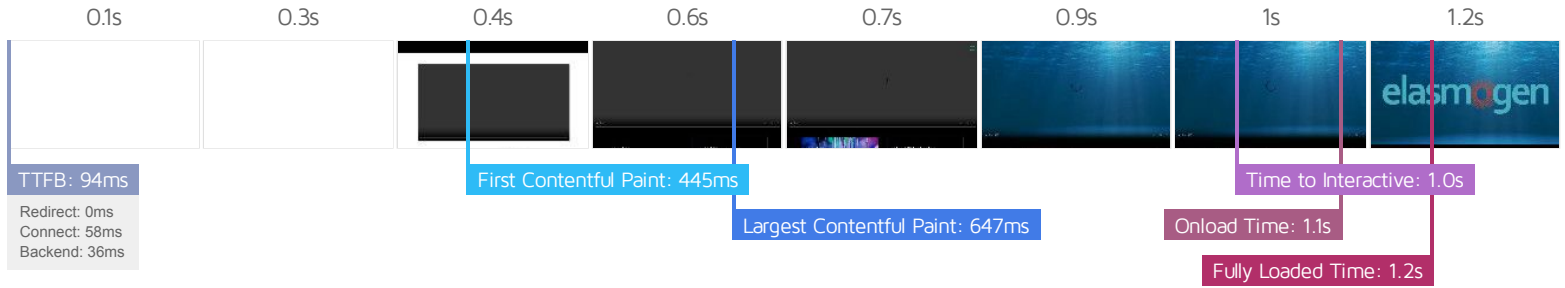 0.1s
0.3s
0.4s
0.6s
0.7s
0.9s
1s
1.2s
elasmogen
TTFB: 94ms
Redirect: 0ms
Connect: 58ms
Backend: 36ms
First Contentful Paint: 445ms
Largest Contentful Paint: 647ms
Time to Interactive: 1.0s
Onload Time: 1.1s
Fully Loaded Time: 1.2s